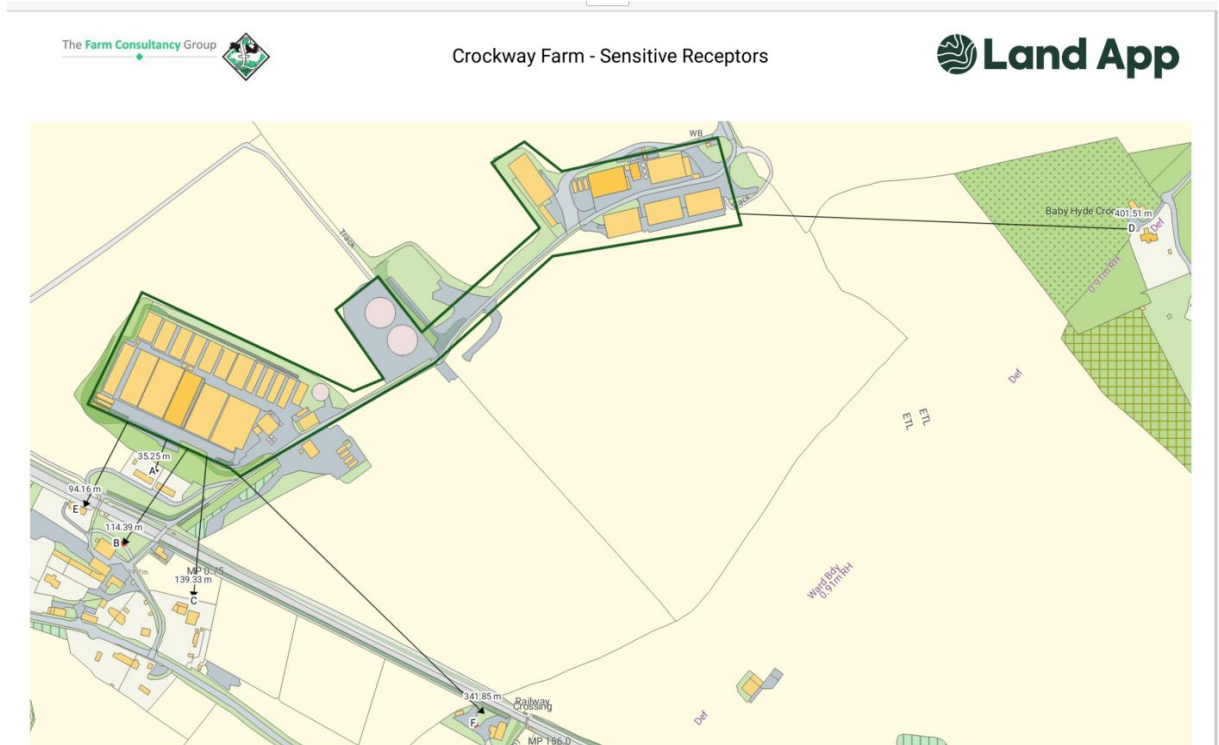 The Farm Consultancy Group
Crockway Farm - Sensitive Receptors
Land App
WB
Track
Track
Baby Hyde
401.51 m
D
Def
0.91m RH
Def
ETL
ETL
35.25 m
A
94.16 m
E
114.39 m
B
MP 0.75
139.33 m
C
Ward Bdy
0.91m RH
341.85 m
Railway
Crossing
F
Def
MP 156.0